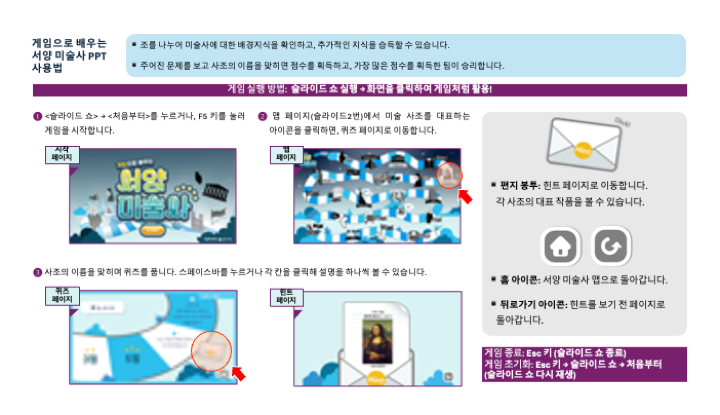 게임으로 배우는
서양 미술사 PPT
사용법
▪ 조를 나누어 미술사에 대한 배경지식을 확인하고, 추가적인 지식을 습득할 수 있습니다.
▪ 주어진 문제를 보고 사조의 이름을 맞히면 점수를 획득하고, 가장 많은 점수를 획득한 팀이 승리합니다.
게임 실행 방법: 슬라이드 쇼 실행 → 화면을 클릭하여 게임처럼 활용!
1 <슬라이드 쇼> → <처음부터>를 누르거나, F5 키를 눌러
게임을 시작합니다.
시작
페이지
서양
미술사
2 맵 페이지(슬라이드2번)에서 미술 사조를 대표하는
아이콘을 클릭하면, 퀴즈 페이지로 이동합니다.
맵
페이지
3 사조의 이름을 맞히며 퀴즈를 풉니다. 스페이스바를 누르거나 각 칸을 클릭해 설명을 하나씩 볼 수 있습니다.
퀴즈
페이지
힌트
페이지
Click!
▪ 편지 봉투: 힌트 페이지로 이동합니다.
각 사조의 대표 작품을 볼 수 있습니다.
▪ 홈 아이콘: 서양 미술사 맵으로 돌아갑니다.
▪ 뒤로가기 아이콘: 힌트를 보기 전 페이지로
돌아갑니다.
게임 종료: Esc 키 (슬라이드 쇼 종료)
게임 초기화: Esc 키 → 슬라이드 쇼 → 처음부터
(슬라이드 쇼 다시 재생)